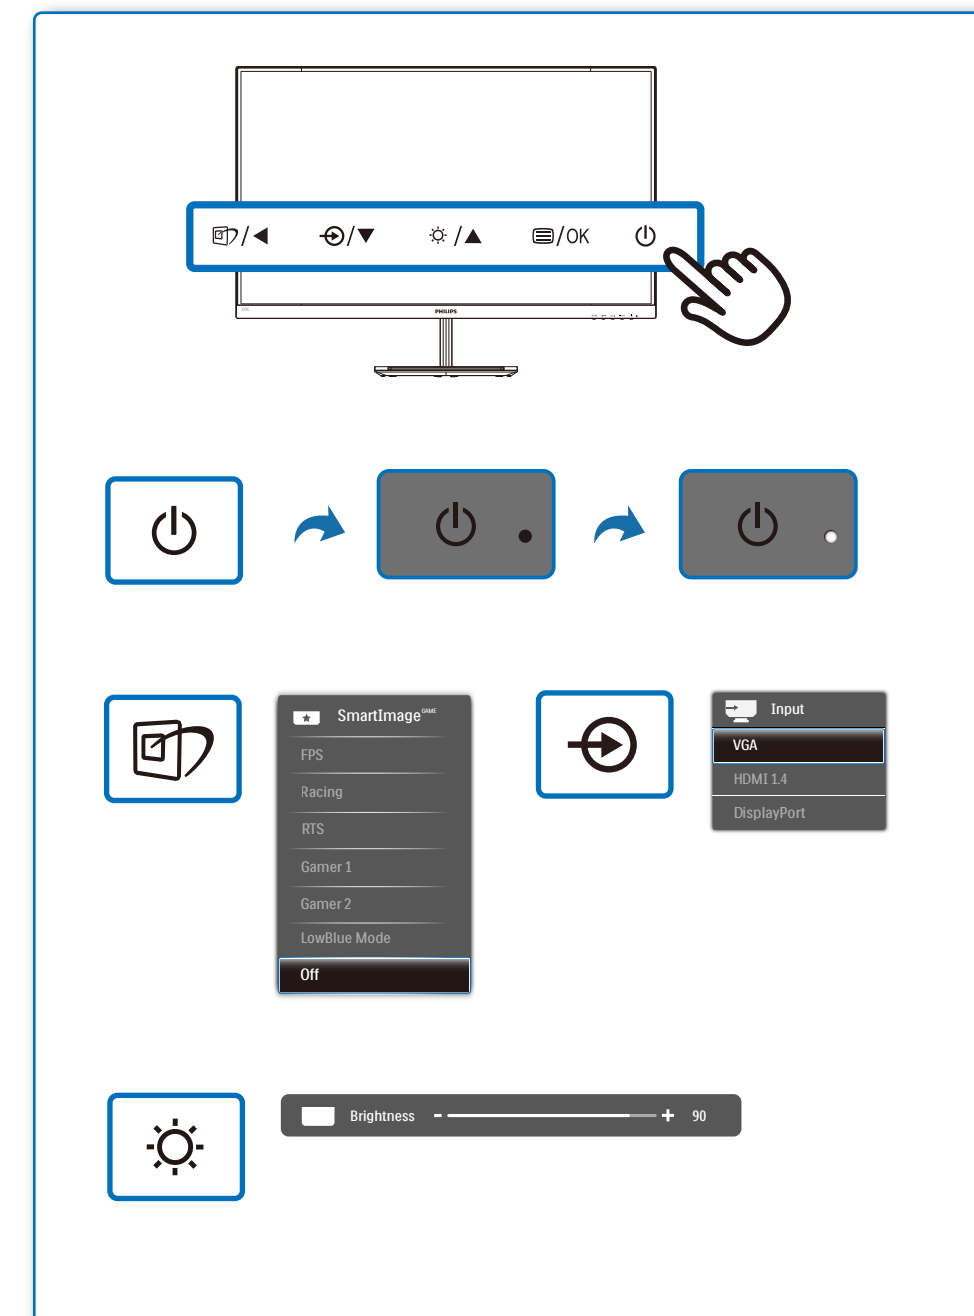 /OK
PHILIPS
SmartImage GAME
FPS
Racing
RTS
Gamer 1
Gamer 2
LowBlue Mode
Off
Input
VGA
HDMI 1.4
DisplayPort
Brightness - + 90